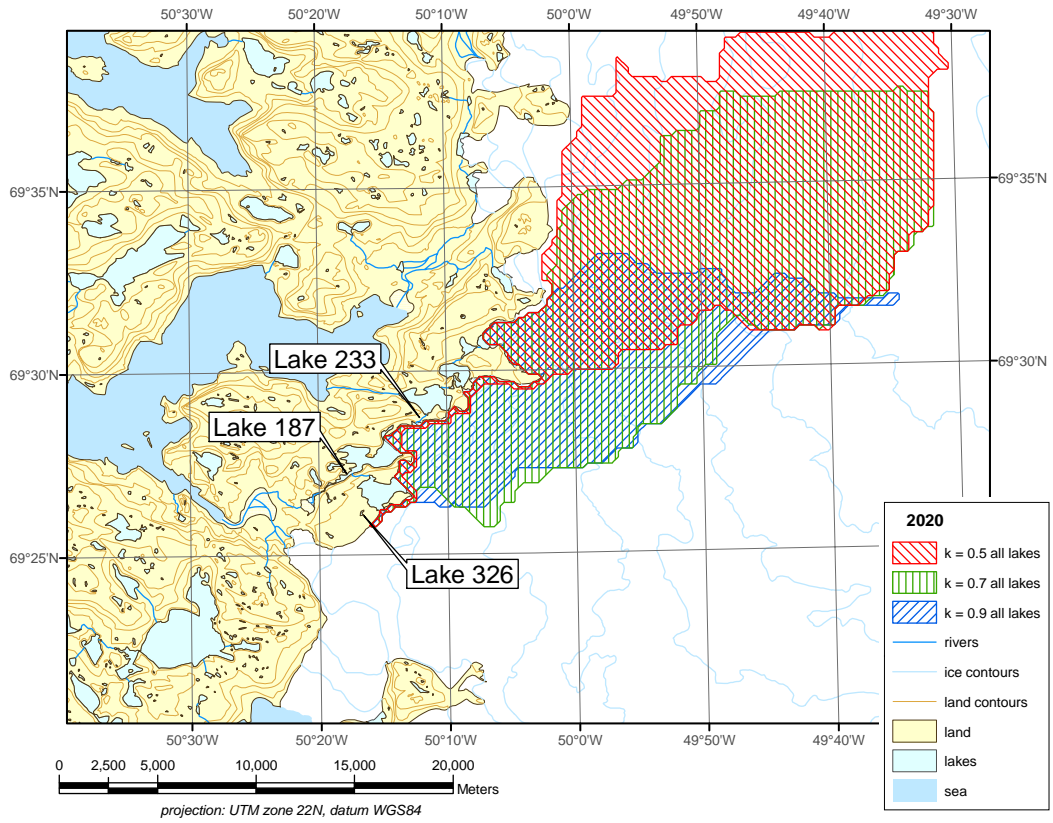 50°30'W 50°20'W 50°10'W 50°0'W 49°50'W 49°40'W 49°30'W
69°35'N 69°35'N
69°30'N 69°30'N
69°25'N
Lake 233
Lake 187
Lake 326
2020
k = 0.5 all lakes
k = 0.7 all lakes
k = 0.9 all lakes
rivers
ice contours
land contours
land
lakes
sea
50°30'W 50°20'W 50°10'W 50°0'W 49°50'W 49°40'W
0 2,500 5,000 10,000 15,000 20,000
Meters
projection: UTM zone 22N, datum WGS84